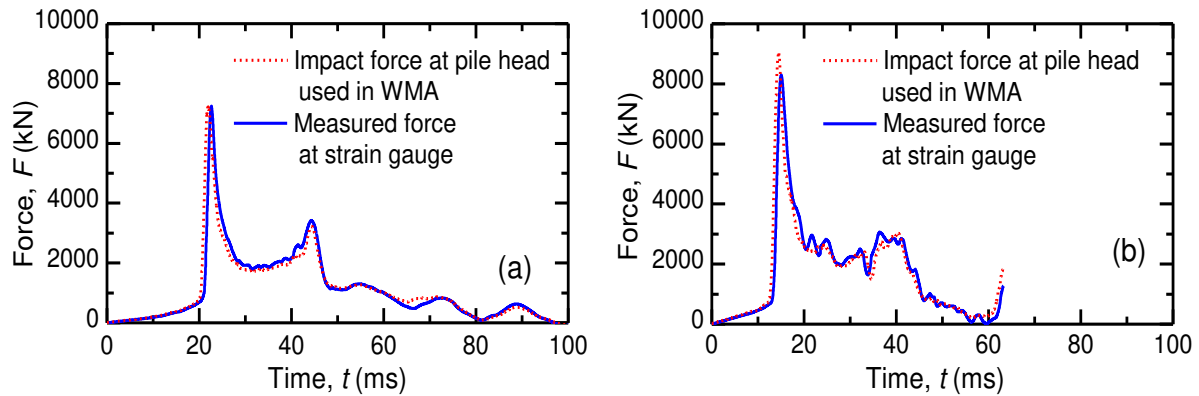 10000
8000
6000
4000
2000
0
Force, F (kN)
Impact force at pile head
used in WMA
Measured force
at strain gauge
(a)
0 20 40 60 80 100
Time, t (ms)
10000
8000
6000
4000
2000
0
Force, F (kN)
Impact force at pile head
used in WMA
Measured force
at strain gauge
(b)
0 20 40 60 80 100
Time, t (ms)